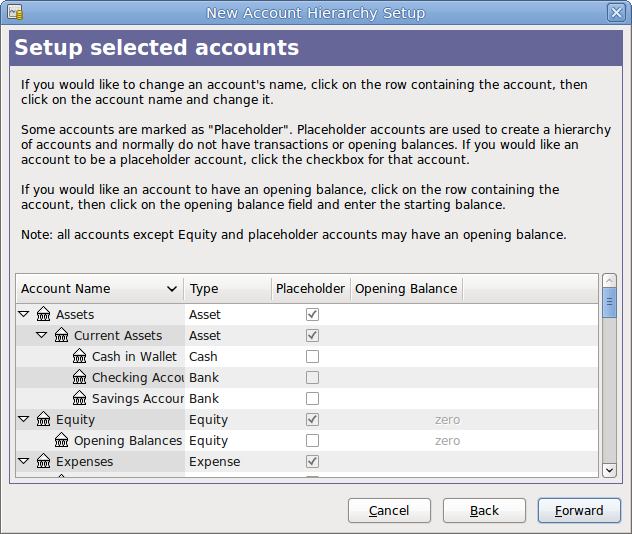 New Account Hierarchy Setup
Setup selected accounts
If you would like to change an account's name, click on the row containing the account, then
click on the account name and change it.
Some accounts are marked as "Placeholder". Placeholder accounts are used to create a hierarchy
of accounts and normally do not have transactions or opening balances. If you would like an
account to be a placeholder account, click the checkbox for that account.
If you would like an account to have an opening balance, click on the row containing the
account, then click on the opening balance field and enter the starting balance.
Note: all accounts except Equity and placeholder accounts may have an opening balance.
Account Name Type Placeholder Opening Balance
Assets Asset
Current Assets Asset
Cash in Wallet Cash
Checking Accou Bank
Savings Accour Bank
Equity Equity zero
Opening Balances Equity zero
Expenses Expense
Cancel Back Forward